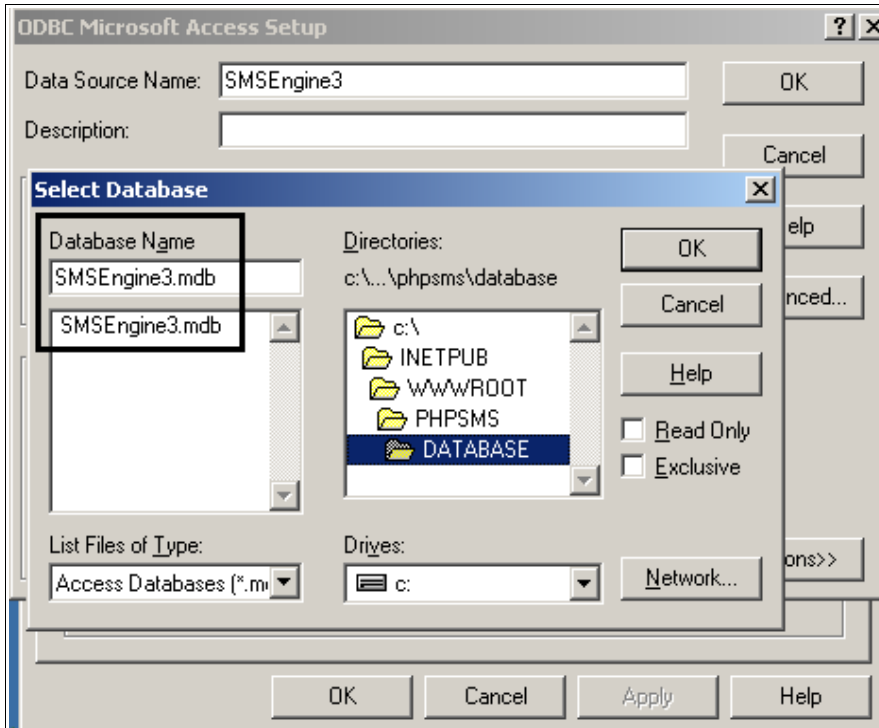 ODBC Microsoft Access Setup
Data Source Name: SMSEngine3 OK
Description:
Cancel
Select Database
elp
Database Name Directories: OK
SMSEngine3.mdb c:\...\phpsms\database
Cancel nced...
SMSEngine3.mdb c:\
INETPUB
WWWROOT Help
PHPSMS
DATABASE Read Only
Exclusive
List Files of Type: Drives:
ons>>
Access Databases (*.m c: Network...
OK Cancel Apply Help